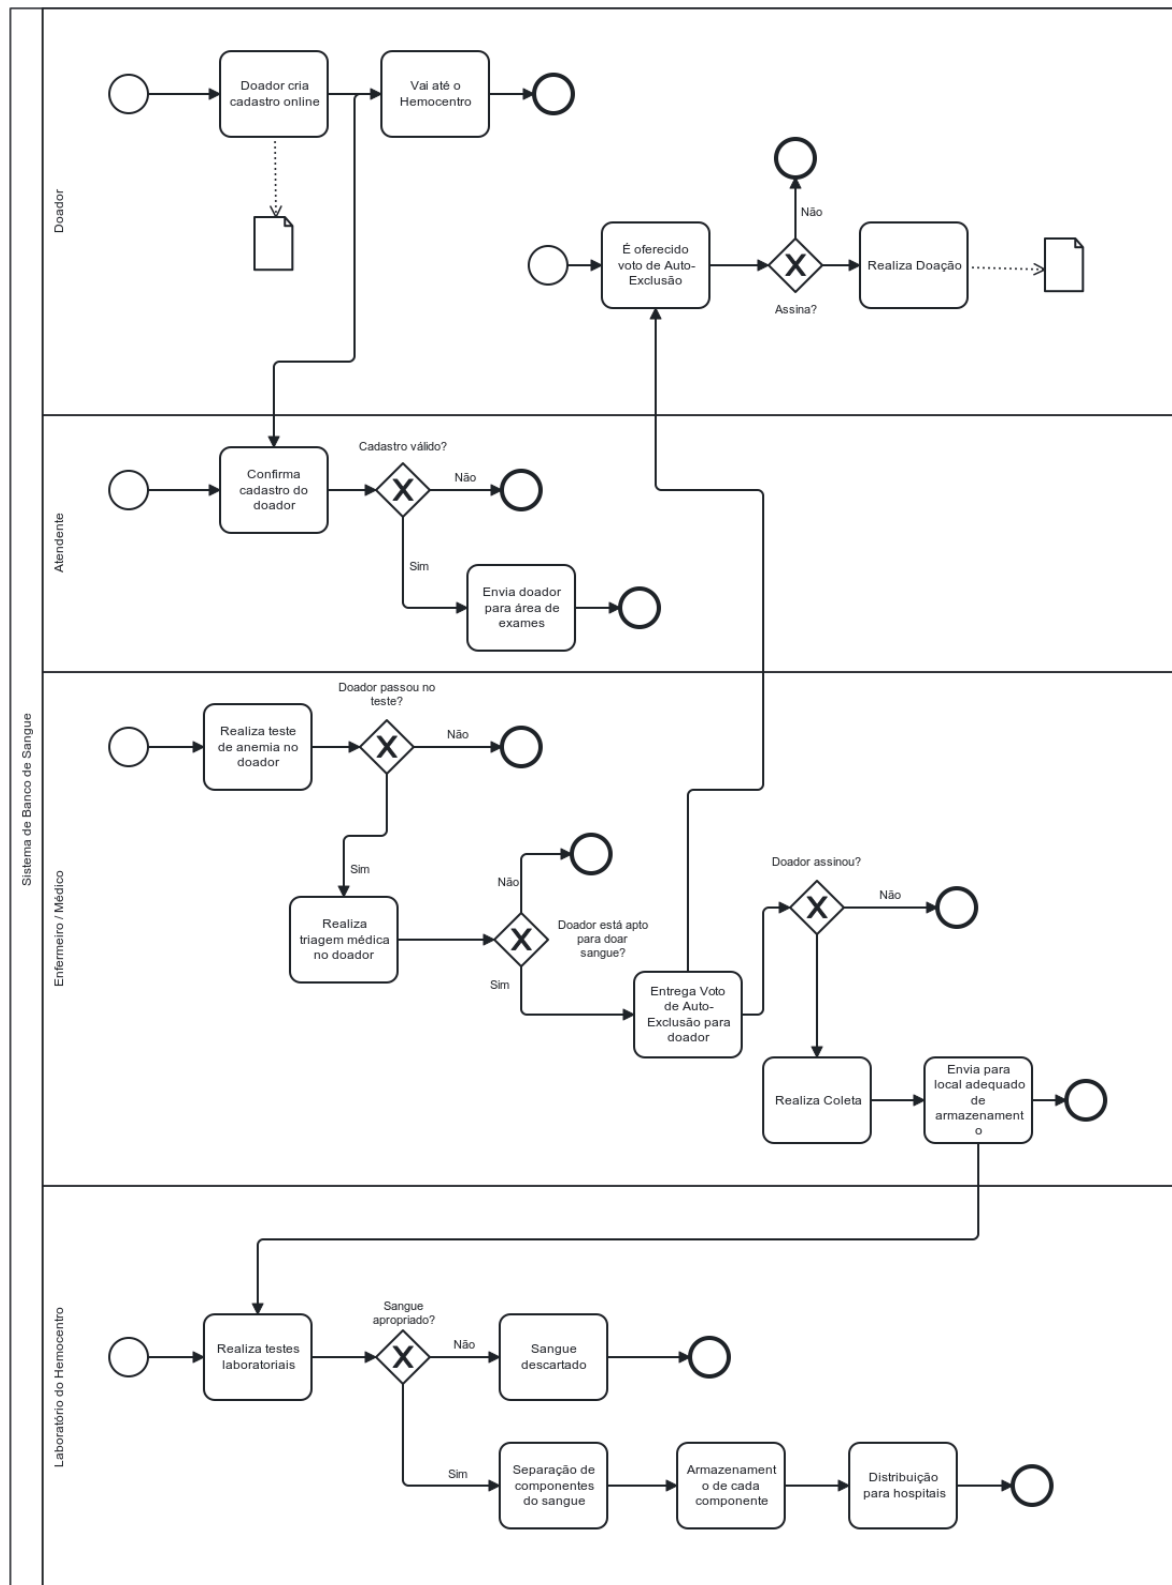 Sistema de Banco de Sangue
Doador
Doador cria
cadastro online
Vai até o
Hemocentro
É oferecido
voto de Auto-
Exclusão
Não
Assina?
Realiza Doação
Atendente
Confirma
cadastro do
doador
Cadastro válido?
Não
Sim
Envia doador
para área de
exames
Enfermeiro / Médico
Realiza teste
de anemia no
doador
Doador passou no
teste?
Não
Sim
Realiza
triagem médica
no doador
Não
Doador está apto
para doar
sangue?
Sim
Entrega Voto
de Auto-
Exclusão para
doador
Doador assinou?
Não
Realiza Coleta
Envia para
local adequado
de
armazenament
o
Laboratório do Hemocentro
Realiza testes
laboratoriais
Sangue
apropriado?
Não
Sangue
descartado
Sim
Separação de
componentes
do sangue
Armazenament
o de cada
componente
Distribuição
para hospitais